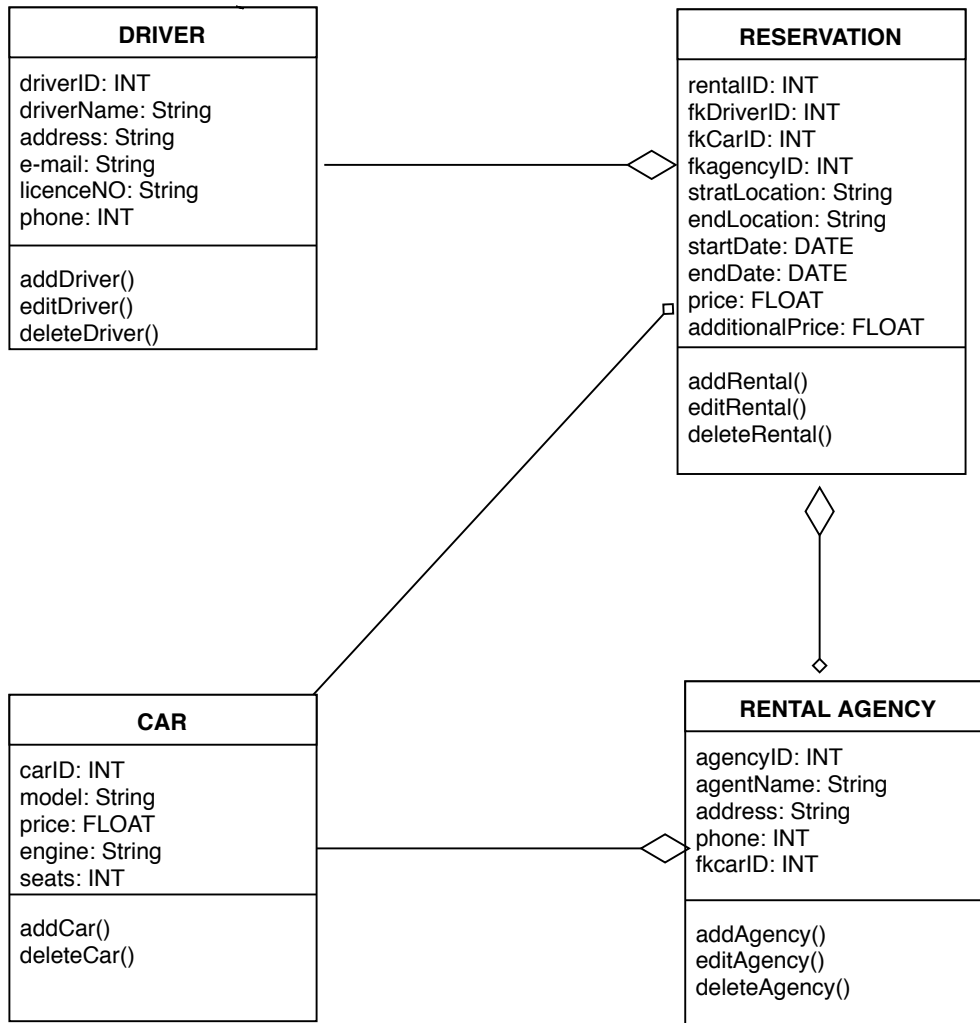 DRIVER
driverID: INT
driverName: String
address: String
e-mail: String
licenceNO: String
phone: INT
addDriver()
editDriver()
deleteDriver()
RESERVATION
rentalID: INT
fkDriverID: INT
fkCarID: INT
fkagencyID: INT
stratLocation: String
endLocation: String
startDate: DATE
endDate: DATE
price: FLOAT
additionalPrice: FLOAT
addRental()
editRental()
deleteRental()
CAR
carID: INT
model: String
price: FLOAT
engine: String
seats: INT
addCar()
deleteCar()
RENTAL AGENCY
agencyID: INT
agentName: String
address: String
phone: INT
fkcarID: INT
addAgency()
editAgency()
deleteAgency()